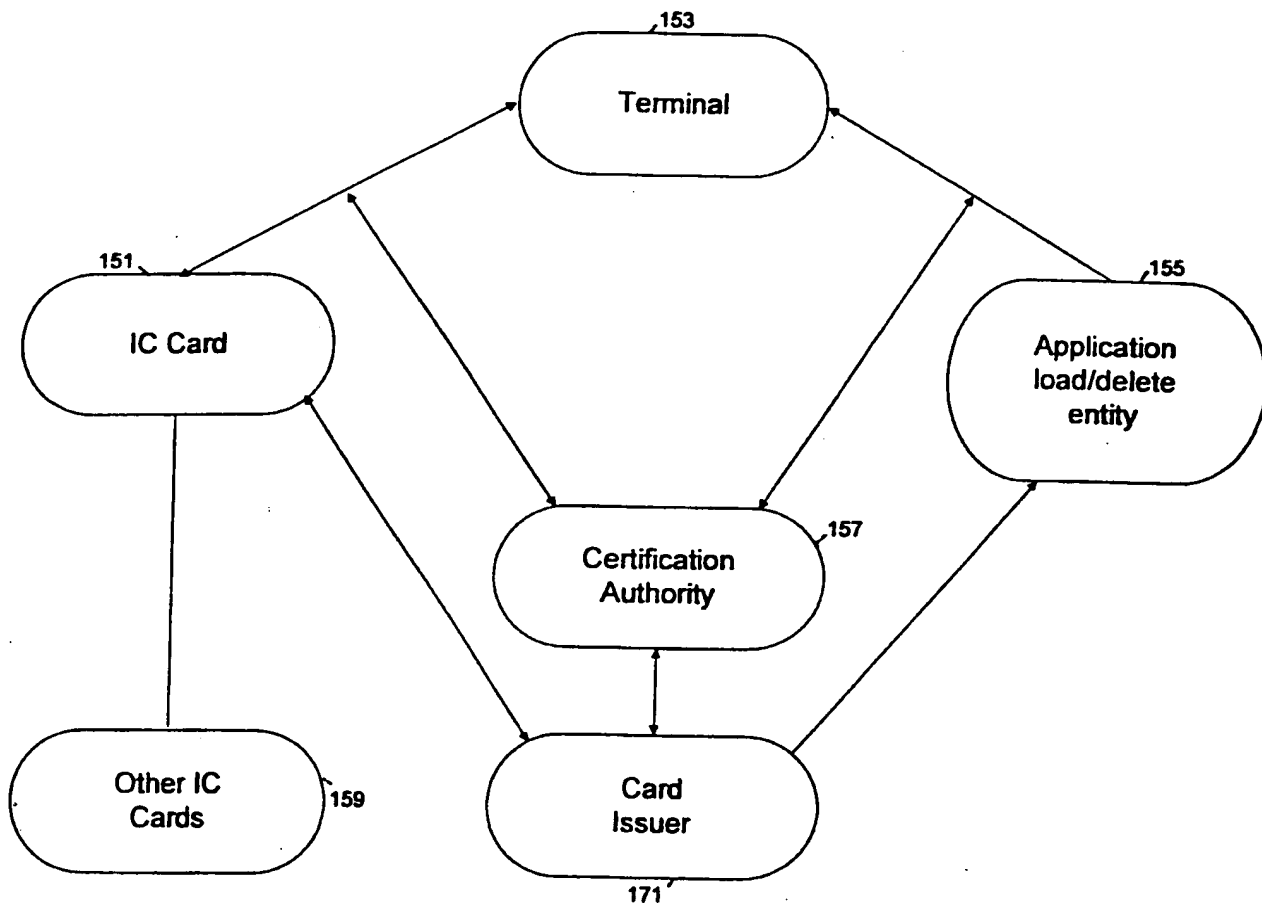 153
Terminal
151
IC Card
155
Application
load/delete
entity
157
Certification
Authority
Other IC
Cards
159
Card
Issuer
171